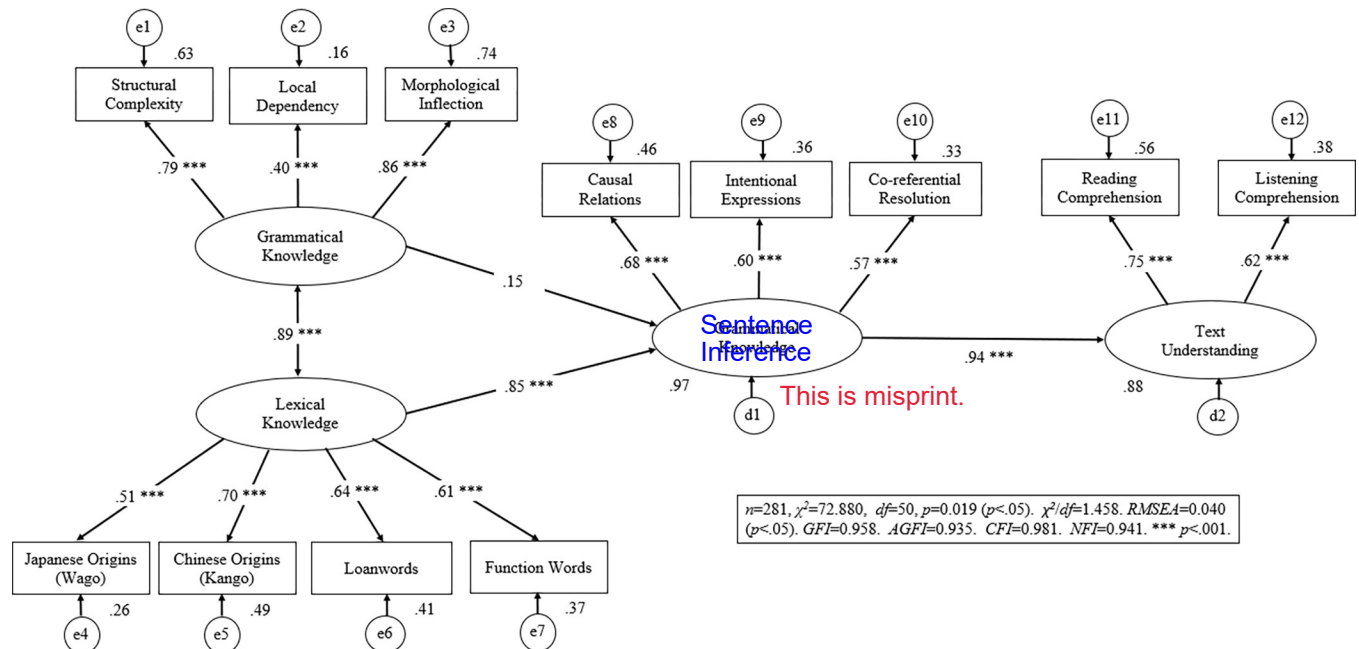 e1
e2
e3
.63
.16
.74
Structural
Complexity
Local
Dependency
Morphological
Inflection
.79 ***
.40 ***
.86 ***
Grammatical
Knowledge
e8
e9
e10
e11
e12
.46
.36
.33
.56
.38
Causal
Relations
Intentional
Expressions
Co-referential
Resolution
Reading
Comprehension
Listening
Comprehension
.68 ***
.60 ***
.57 ***
.75 ***
.62 ***
.15
.89 ***
.85 ***
Grammatical
Knowledge
Sentence
Inference
.97
d1
This is misprint.
.94 ***
Text
Understanding
.88
d2
Lexical
Knowledge
.51 ***
.70 ***
.64 ***
.61 ***
Japanese Origins
(Wago)
Chinese Origins
(Kango)
Loanwords
Function Words
.26
.49
.41
.37
e4
e5
e6
e7
n=281, χ²=72.880, df=50, p=0.019 (p<.05). χ²/df=1.458. RMSEA=0.040
(p<.05). GFI=0.958. AGFI=0.935. CFI=0.981. NFI=0.941. *** p<.001.